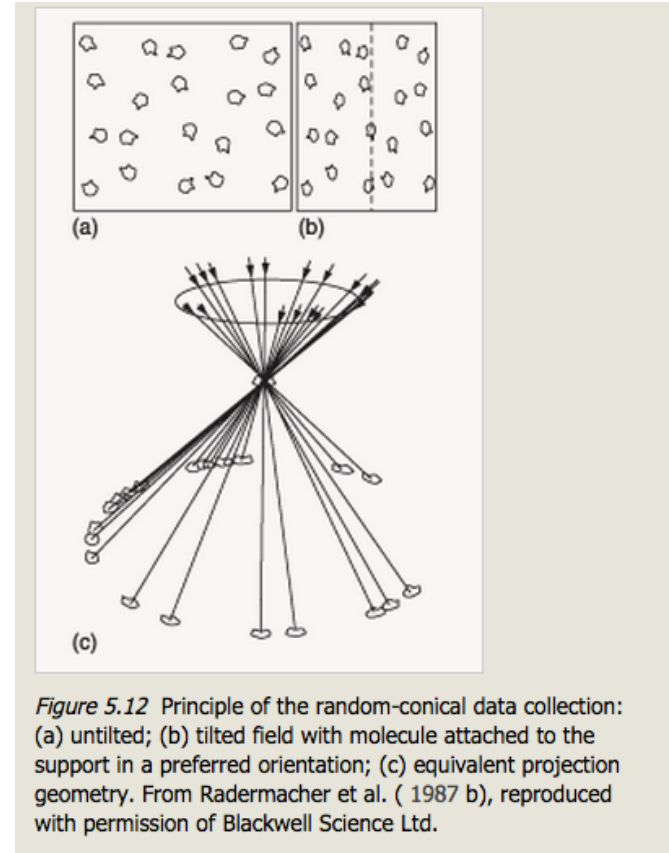 (a)
(b)
(c)
Figure 5.12 Principle of the random-conical data collection:
(a) untilted; (b) tilted field with molecule attached to the
support in a preferred orientation; (c) equivalent projection
geometry. From Radermacher et al. ( 1987 b), reproduced
with permission of Blackwell Science Ltd.